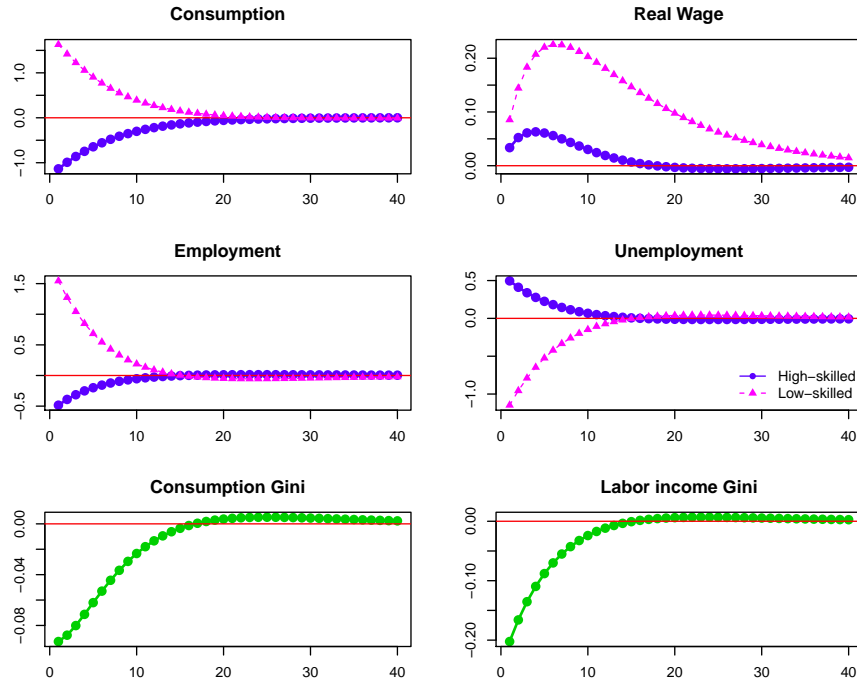 Consumption
1.0
0.0
−1.0
0 10 20 30 40
Real Wage
0.20
0.10
0.00
0 10 20 30 40
Employment
1.5
0.5
−0.5
0 10 20 30 40
Unemployment
0.5
−1.0
High-skilled
Low-skilled
0 10 20 30 40
Consumption Gini
0.00
−0.04
−0.08
0 10 20 30 40
Labor income Gini
0.00
−0.10
−0.20
0 10 20 30 40